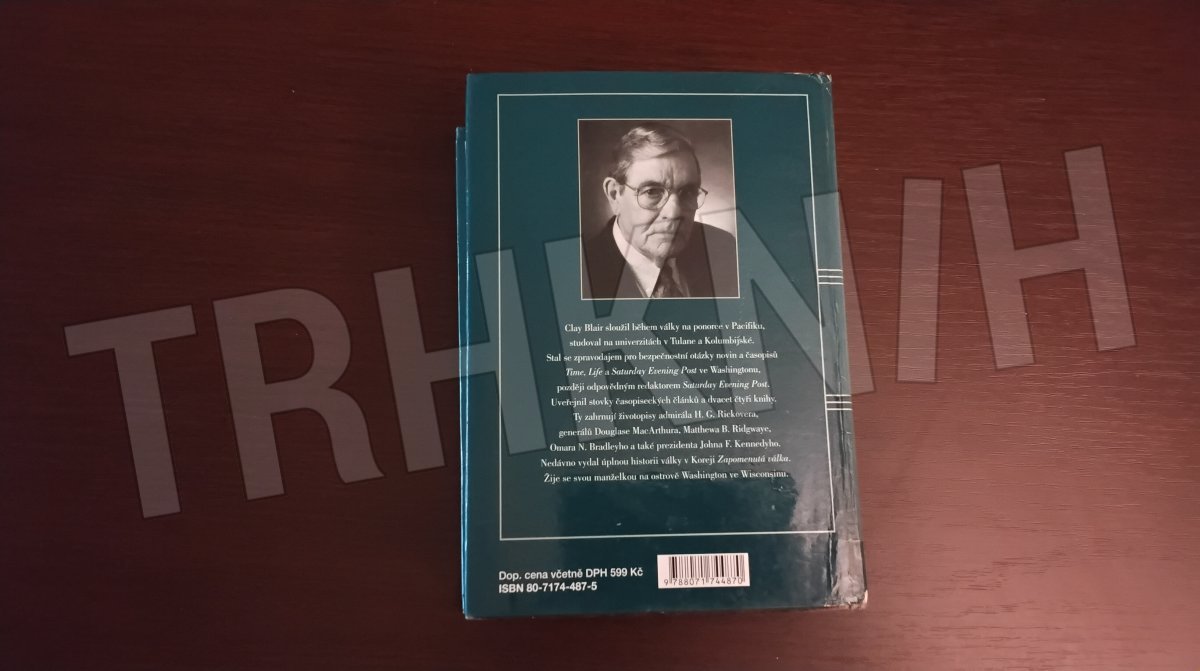 TRHKNIH
Clay Blair sloužil během války na ponorce v Pacifiku,
studoval na univerzitách v Tulane a Kolumbijské.
Stal se zpravodajem pro bezpečnostní otázky novin a časopisů
Time, Life a Saturday Evening Post ve Washingtonu,
později odpovědným redaktorem Saturday Evening Post.
Uveřejnil stovky časopiseckých článků a dvacet čtyři knihy.
Ty zahrnují životopisy admirála H. G. Rickovera,
generálů Douglase MacArthura, Matthewa B. Ridgwaye,
Omara N. Bradleyho a také prezidenta Johna F. Kennedyho.
Nedávno vydal úplnou historii války v Koreji Zapomenutá válka.
Žije se svou manželkou na ostrově Washington ve Wisconsinu.
Dop. cena včetně DPH 599 Kč
ISBN 80-7174-487-5
9 788071 744870